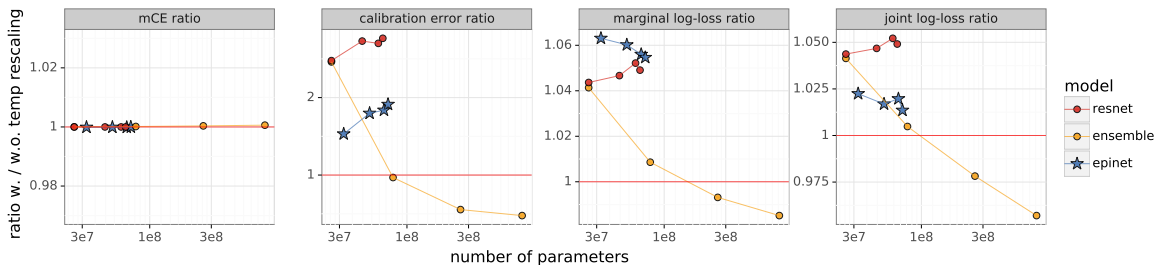 ratio w. / w.o. temp rescaling
mCE ratio
1.02
1
0.98
3e7 1e8 3e8
calibration error ratio
2
1
3e7 1e8 3e8
marginal log-loss ratio
1.06
1.04
1.02
1
3e7 1e8 3e8
joint log-loss ratio
1.050
1.025
1
0.975
3e7 1e8 3e8
number of parameters
model
resnet
ensemble
epinet